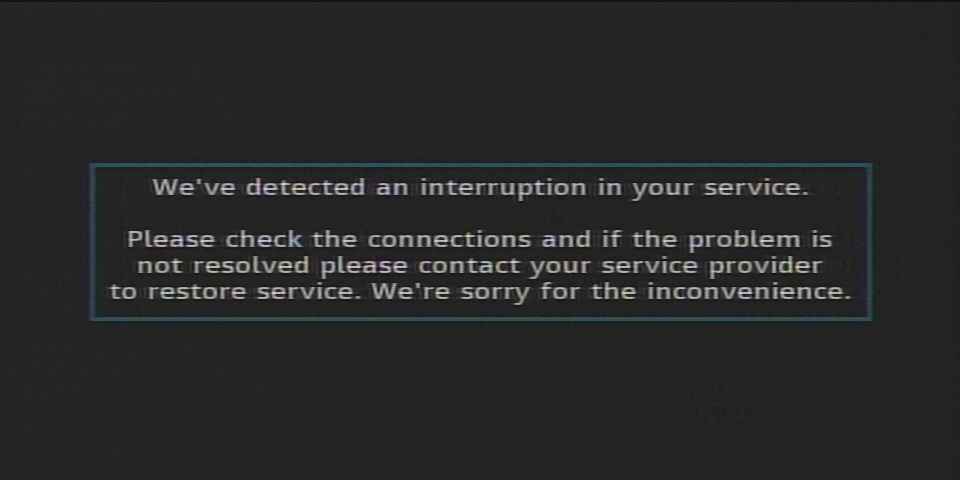 We've detected an interruption in your service.
Please check the connections and if the problem is
not resolved please contact your service provider
to restore service. We're sorry for the inconvenience.